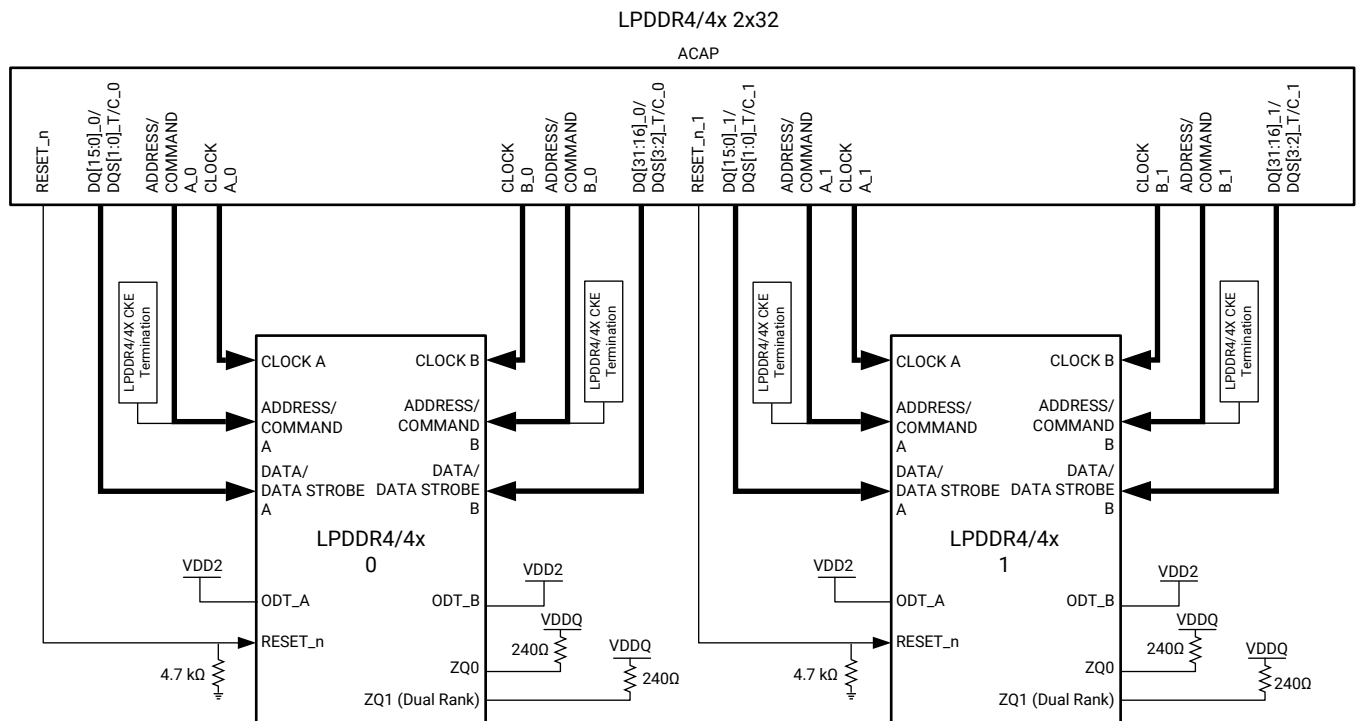 LPDDR4/4x 2x32
ACAP
RESET_n
DQ[15:0]_0/
DQS[1:0]_T/C_0
ADDRESS/
COMMAND
A_0
CLOCK
A_0
CLOCK
B_0
ADDRESS/
COMMAND
B_0
DQ[31:16]_0/
DQS[3:2]_T/C_0
RESET_n_1
DQ[15:0]_1/
DQS[1:0]_T/C_1
ADDRESS/
COMMAND
A_1
CLOCK
A_1
CLOCK
B_1
ADDRESS/
COMMAND
B_1
DQ[31:16]_1/
DQS[3:2]_T/C_1
LPDDR4/4X CKE
Termination
LPDDR4/4X CKE
Termination
LPDDR4/4X CKE
Termination
LPDDR4/4X CKE
Termination
CLOCK A
CLOCK B
ADDRESS/
COMMAND
A
ADDRESS/
COMMAND
B
DATA/
DATA STROBE
A
DATA/
DATA STROBE
B
LPDDR4/4x
0
VDD2
ODT_A
VDD2
ODT_B
RESET_n
4.7 kΩ
VDDQ
240Ω
ZQ0
VDDQ
240Ω
ZQ1 (Dual Rank)
CLOCK A
CLOCK B
ADDRESS/
COMMAND
A
ADDRESS/
COMMAND
B
DATA/
DATA STROBE
A
DATA/
DATA STROBE
B
LPDDR4/4x
1
VDD2
ODT_A
VDD2
ODT_B
RESET_n
4.7 kΩ
VDDQ
240Ω
ZQ0
VDDQ
240Ω
ZQ1 (Dual Rank)